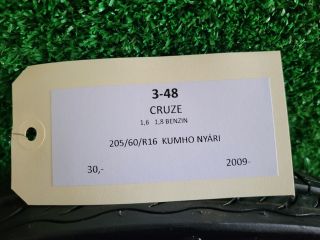 3-48
CRUZE
1,6 1,8 BENZIN
205/60/R16 KUMHO NYÁRI
30,- 2009-